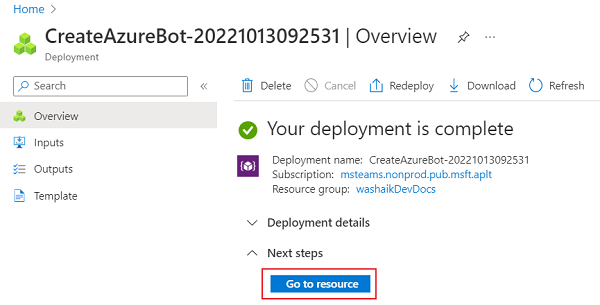 Home >
CreateAzureBot-20221013092531 | Overview ...
Deployment
Search «
Delete Cancel Redeploy Download Refresh
Overview
Inputs
Outputs
Template
Your deployment is complete
Deployment name: CreateAzureBot-20221013092531
Subscription: msteams.nonprod.pub.msft.aplt
Resource group: washaikDevDocs
Deployment details
Next steps
Go to resource